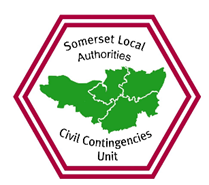 Somerset Local
Authorities
Civil Contingencies
Unit